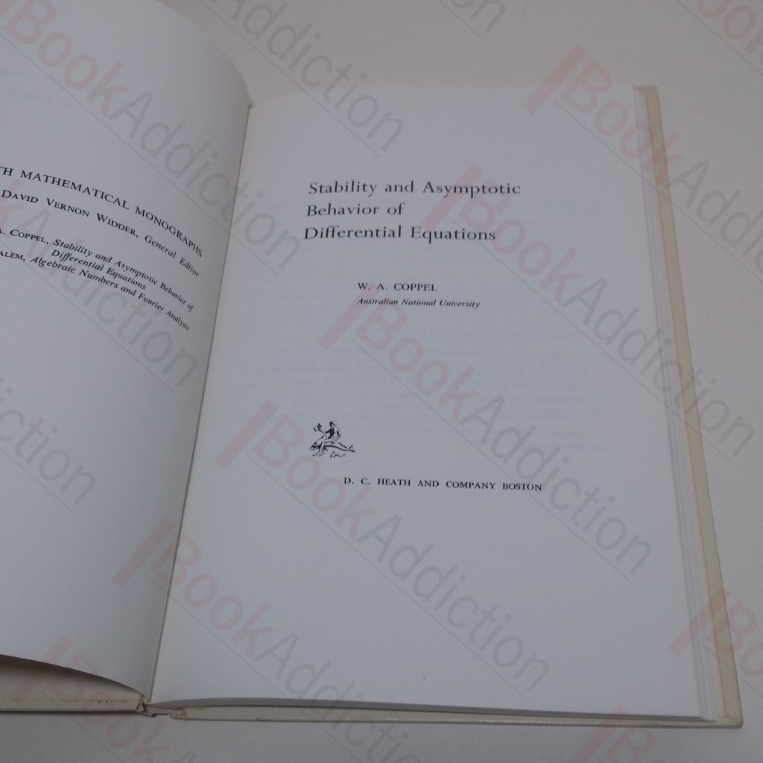 TH MATHEMATICAL MONOGRAPHS
DAVID VERNON WIDDER, General Editor
A. COPPEL, Stability and Asymptotic Behavior of
Differential Equations
ALEM, Algebraic Numbers and Fourier Analysis
Stability and Asymptotic
Behavior of
Differential Equations
W. A. COPPEL
Australian National University
D. C. HEATH AND COMPANY BOSTON
BookAddiction